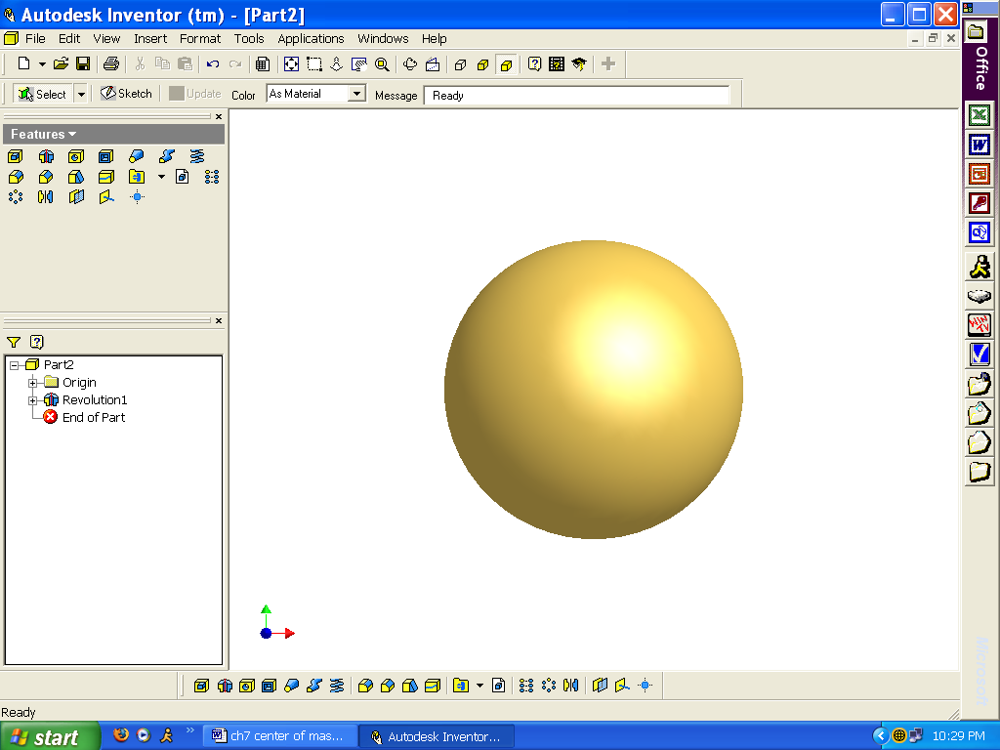 Autodesk Inventor (tm) - [Part2]
File Edit View Insert Format Tools Applications Windows Help
Select Sketch Update Color As Material Message Ready
Features
Part2
Origin
Revolution1
End of Part
Ready
start ch7 center of mas... Autodesk Inventor... 10:29 PM
Office
Microsoft